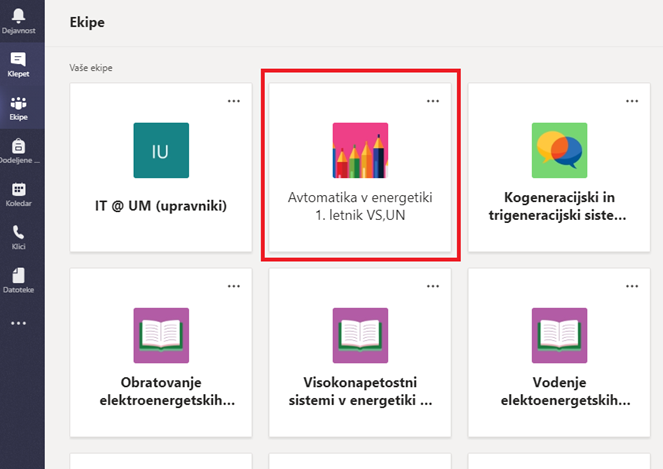 Dejavnost
Klepet
Ekipe
Dodeljene ...
Koledar
Klici
Datoteke
Ekipe
Vaše ekipe
IU
IT @ UM (upravniki)
Avtomatika v energetiki
1. letnik VS,UN
Kogeneracijski in
trigeneracijski siste...
Obratovanje
elektroenergetskih...
Visokonapetostni
sistemi v energetiki ...
Vodenje
elektoenergetskih...